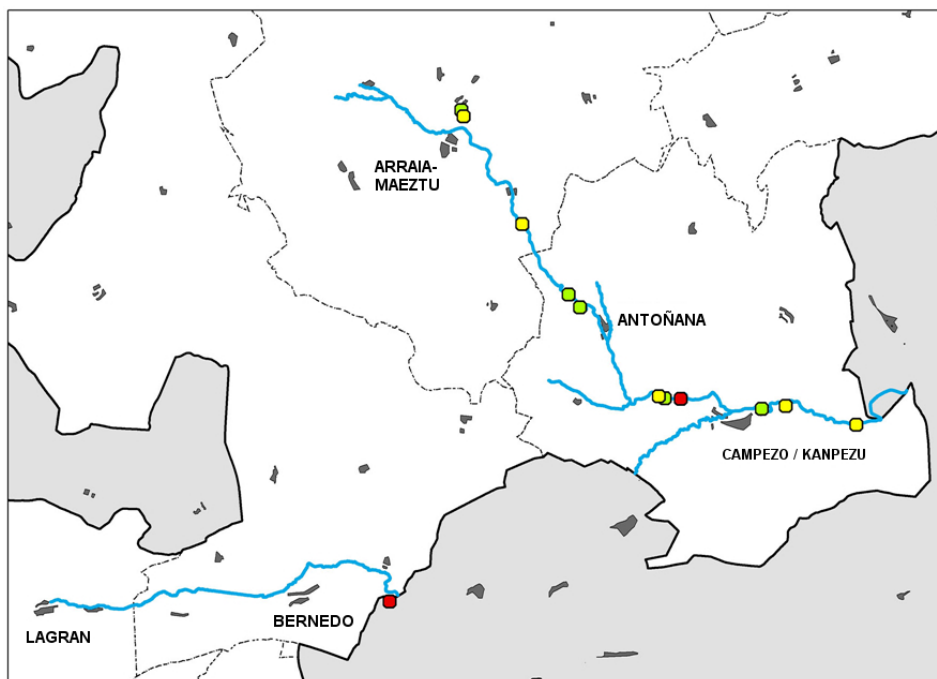 ARRAIA-
MAEZTU
ANTOÑANA
CAMPEZO / KANPEZU
BERNEDO
LAGRAN